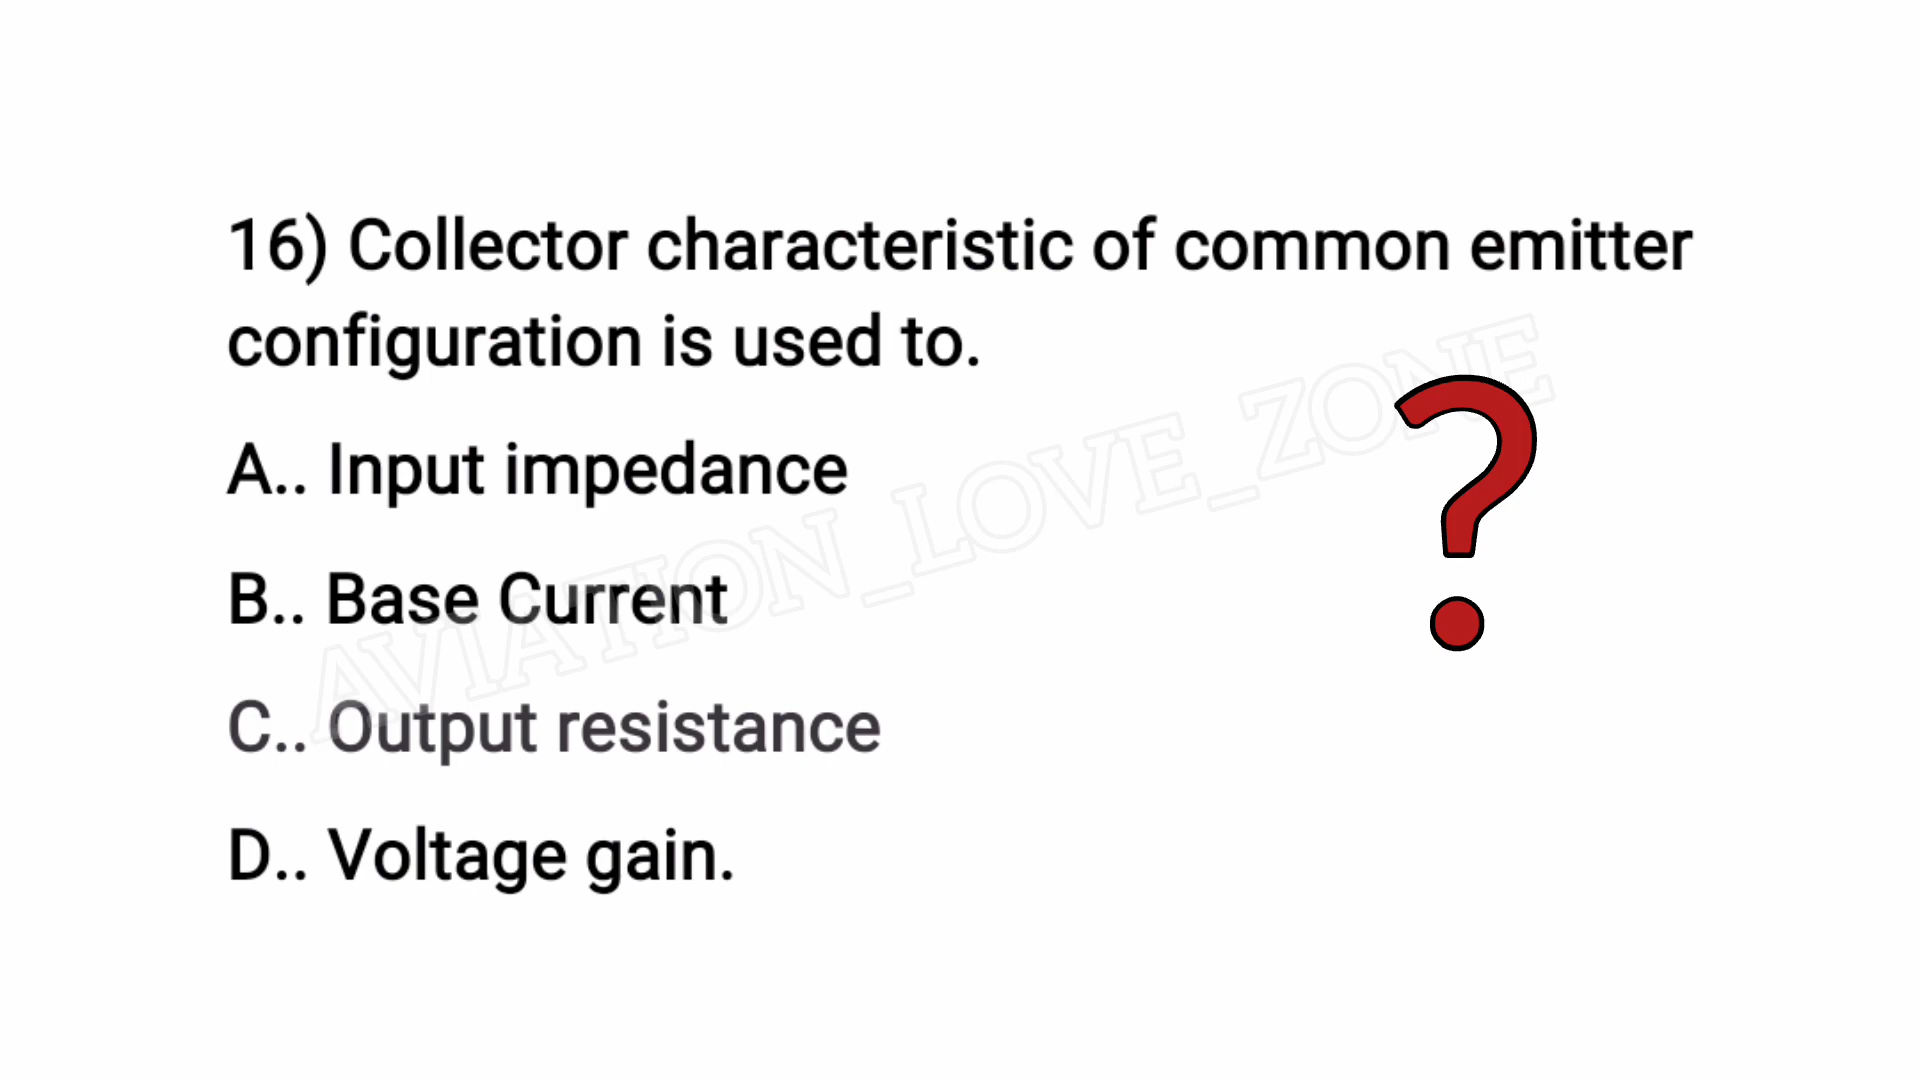 16) Collector characteristic of common emitter
configuration is used to.
A.. Input impedance
B.. Base Current
C.. Output resistance
D.. Voltage gain.
AVIATION_LOVE_ZONE
?